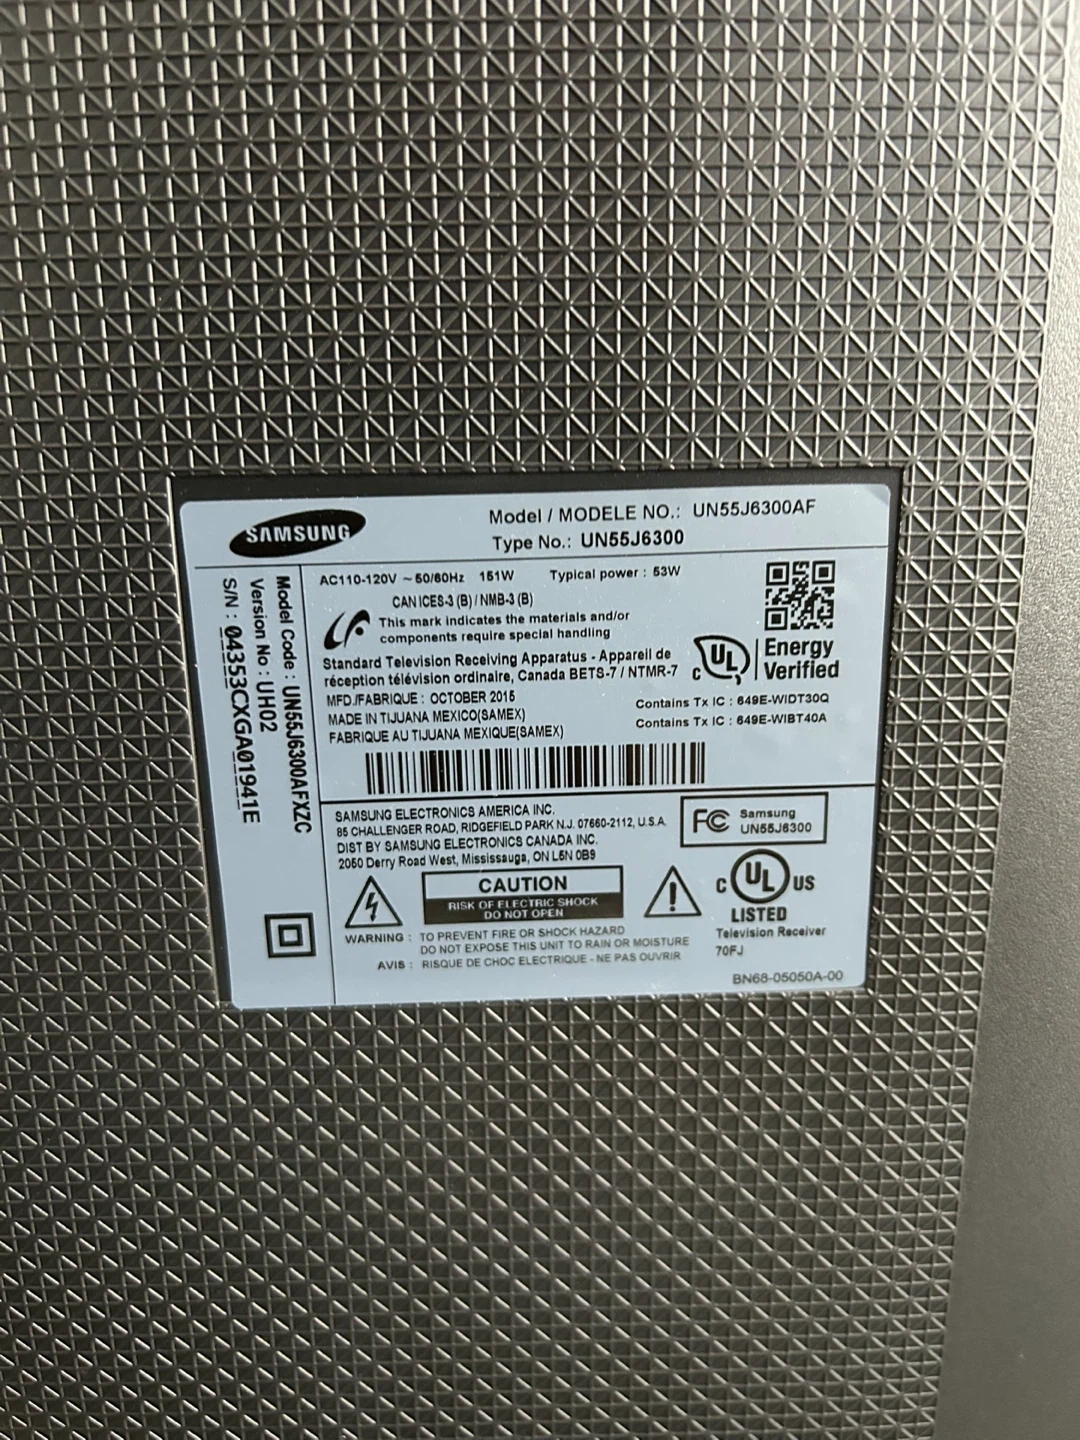 SAMSUNG
Model / MODELE NO.: UN55J6300AF
Type No.: UN55J6300
Model Code : UN55J6300AFXZC
Version No : UH02
S/N : 04353CXGA01941E
AC110-120V ~ 50/60Hz 151W Typical power : 53W
CAN ICES-3 (B) / NMB-3 (B)
This mark indicates the materials and/or
components require special handling
Standard Television Receiving Apparatus - Appareil de
réception télévision ordinaire, Canada BETS-7 / NTMR-7
C UL Energy
Verified
MFD./FABRIQUE : OCTOBER 2015
MADE IN TIJUANA MEXICO(SAMEX)
FABRIQUE AU TIJUANA MEXIQUE(SAMEX)
Contains Tx IC : 649E-WIDT30Q
Contains Tx IC : 649E-WIBT40A
SAMSUNG ELECTRONICS AMERICA INC.
85 CHALLENGER ROAD, RIDGEFIELD PARK N.J. 07660-2112, U.S.A.
DIST BY SAMSUNG ELECTRONICS CANADA INC.
2050 Derry Road West, Mississauga, ON L5N 0B9
FC Samsung
UN55J6300
CAUTION
RISK OF ELECTRIC SHOCK
DO NOT OPEN
C UL US
LISTED
Television Receiver
70FJ
WARNING : TO PREVENT FIRE OR SHOCK HAZARD
DO NOT EXPOSE THIS UNIT TO RAIN OR MOISTURE
AVIS : RISQUE DE CHOC ELECTRIQUE - NE PAS OUVRIR
BN68-05050A-00